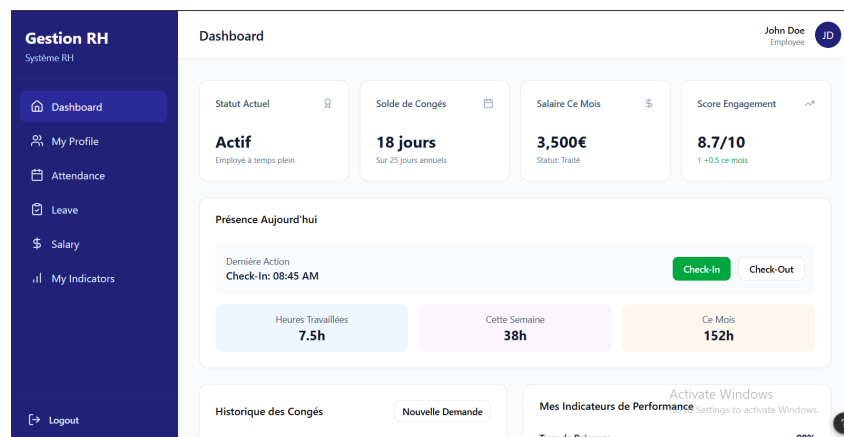 Gestion RH
Système RH
Dashboard
My Profile
Attendance
Leave
Salary
My Indicators
Logout
Dashboard
John Doe
Employee
JD
Statut Actuel
Actif
Employé à temps plein
Solde de Congés
18 jours
Sur 25 jours annuels
Salaire Ce Mois
3,500€
Statut: Traité
Score Engagement
8.7/10
↑ +0.5 ce mois
Présence Aujourd'hui
Dernière Action
Check-In: 08:45 AM
Check-In
Check-Out
Heures Travaillées
7.5h
Cette Semaine
38h
Ce Mois
152h
Historique des Congés
Nouvelle Demande
Mes Indicateurs de Performance
Activate Windows
Go to Settings to activate Windows.